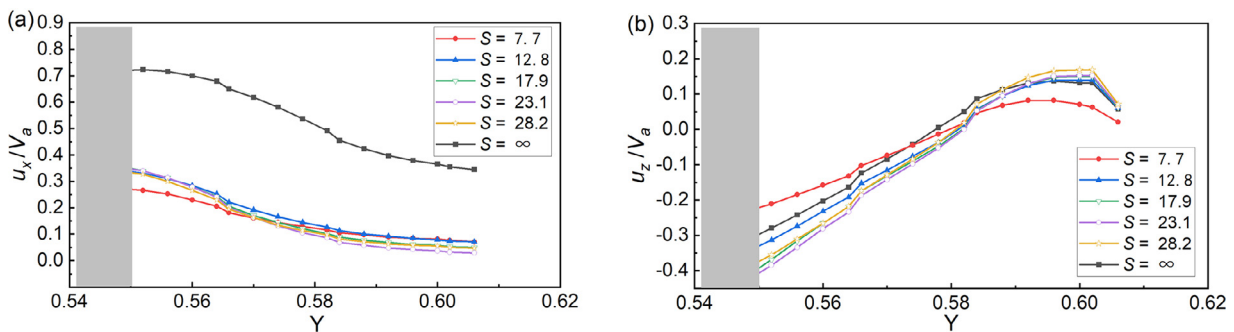 (a)
0.9
0.8
0.7
0.6
0.5
0.4
0.3
0.2
0.1
0.0
u_x/V_a
0.54 0.56 0.58 0.60 0.62
Y
S = 7. 7
S = 12. 8
S = 17.9
S = 23.1
S = 28.2
S = ∞
(b)
0.3
0.2
0.1
0.0
-0.1
-0.2
-0.3
-0.4
u_z/V_a
0.54 0.56 0.58 0.60 0.62
Y
S = 7. 7
S = 12. 8
S = 17.9
S = 23.1
S = 28.2
S = ∞